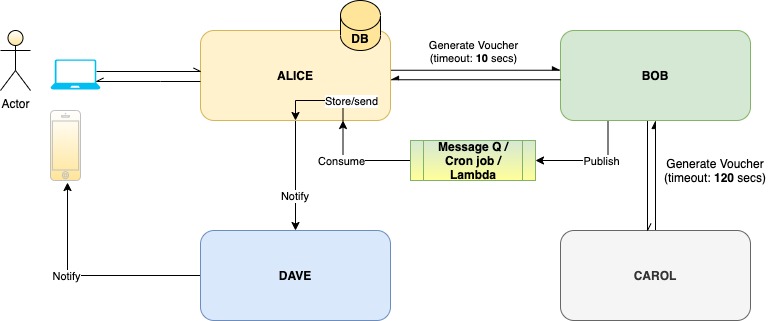 DB
Actor
ALICE
Generate Voucher
(timeout: 10 secs)
BOB
Store/send
Consume
Message Q /
Cron job /
Lambda
Publish
Generate Voucher
(timeout: 120 secs)
Notify
Notify
DAVE
CAROL